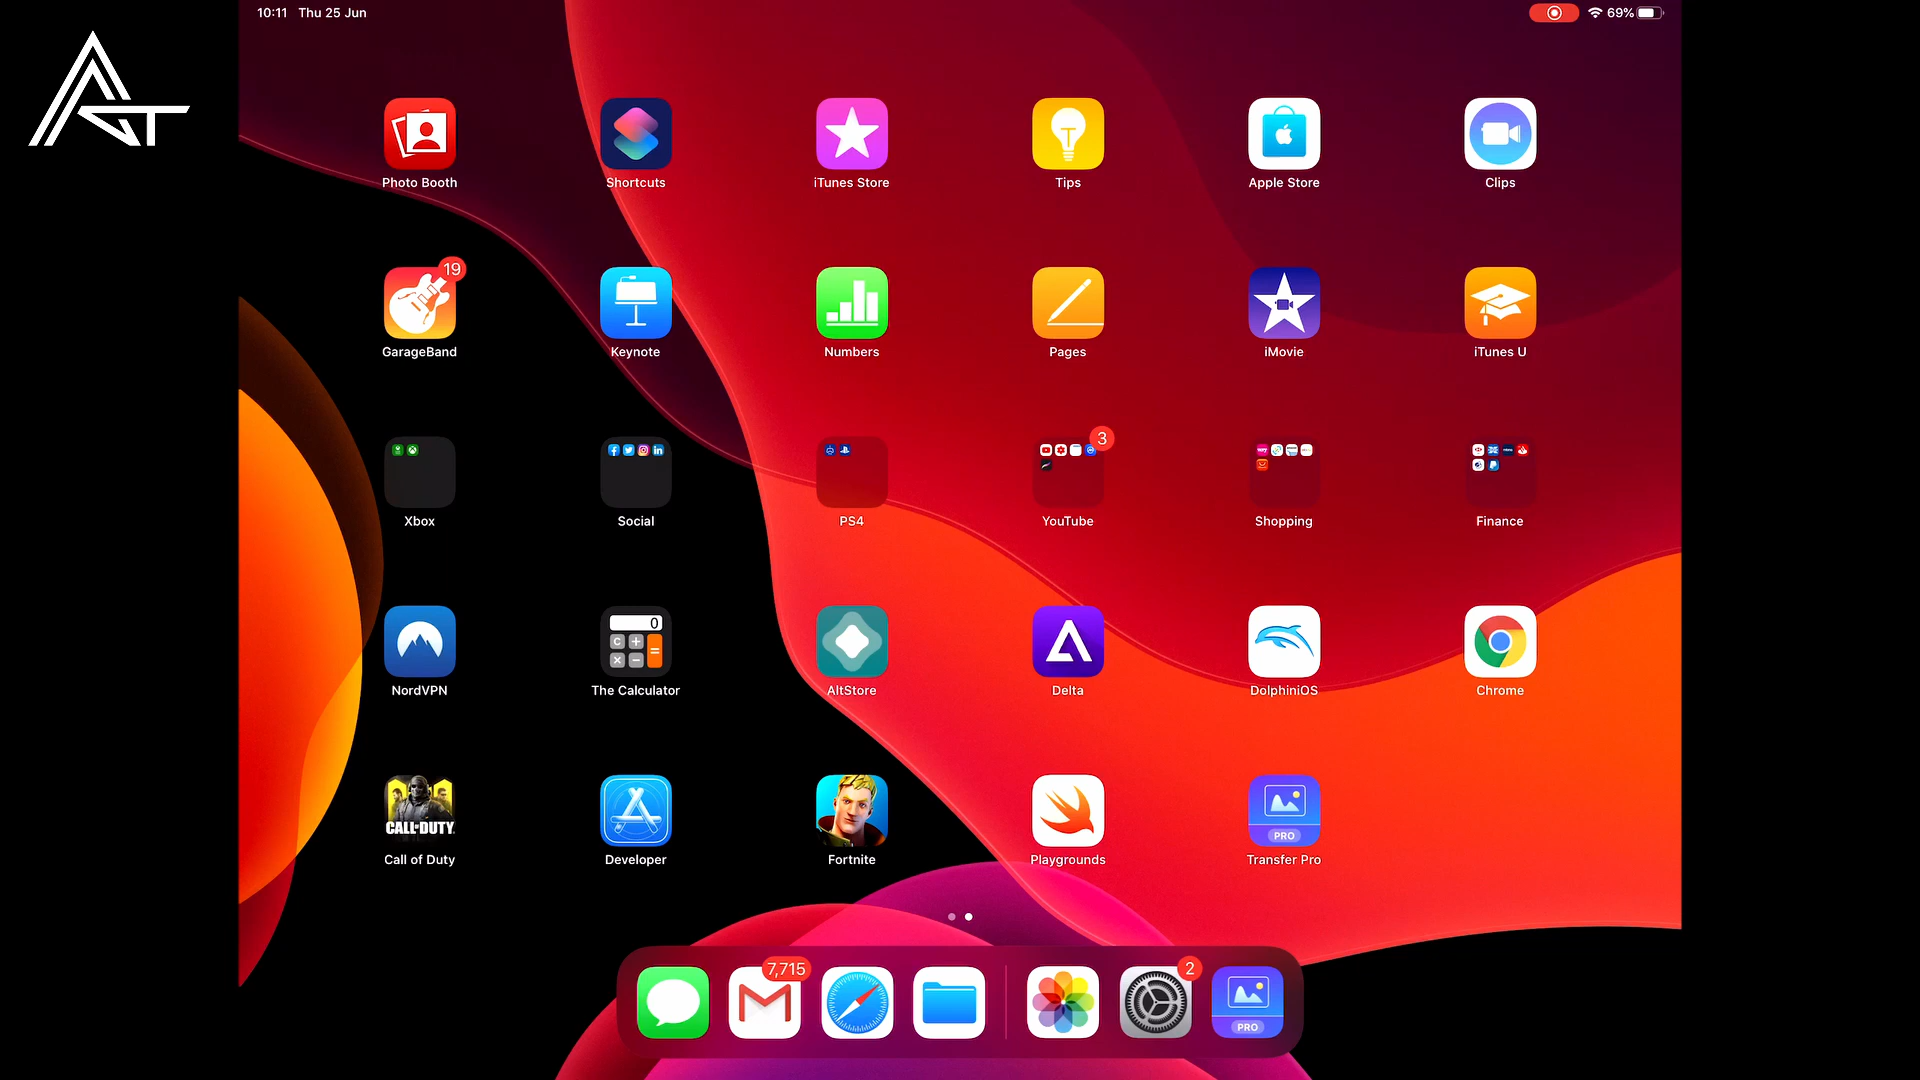 10:11 Thu 25 Jun
69%
AT
Photo Booth
Shortcuts
iTunes Store
Tips
Apple Store
Clips
19
GarageBand
Keynote
Numbers
Pages
iMovie
iTunes U
3
Xbox
Social
PS4
YouTube
Shopping
Finance
0
C + × − =
NordVPN
The Calculator
AltStore
Delta
DolphiniOS
Chrome
CALL OF DUTY
PRO
Call of Duty
Developer
Fortnite
Playgrounds
Transfer Pro
7,715
2
PRO